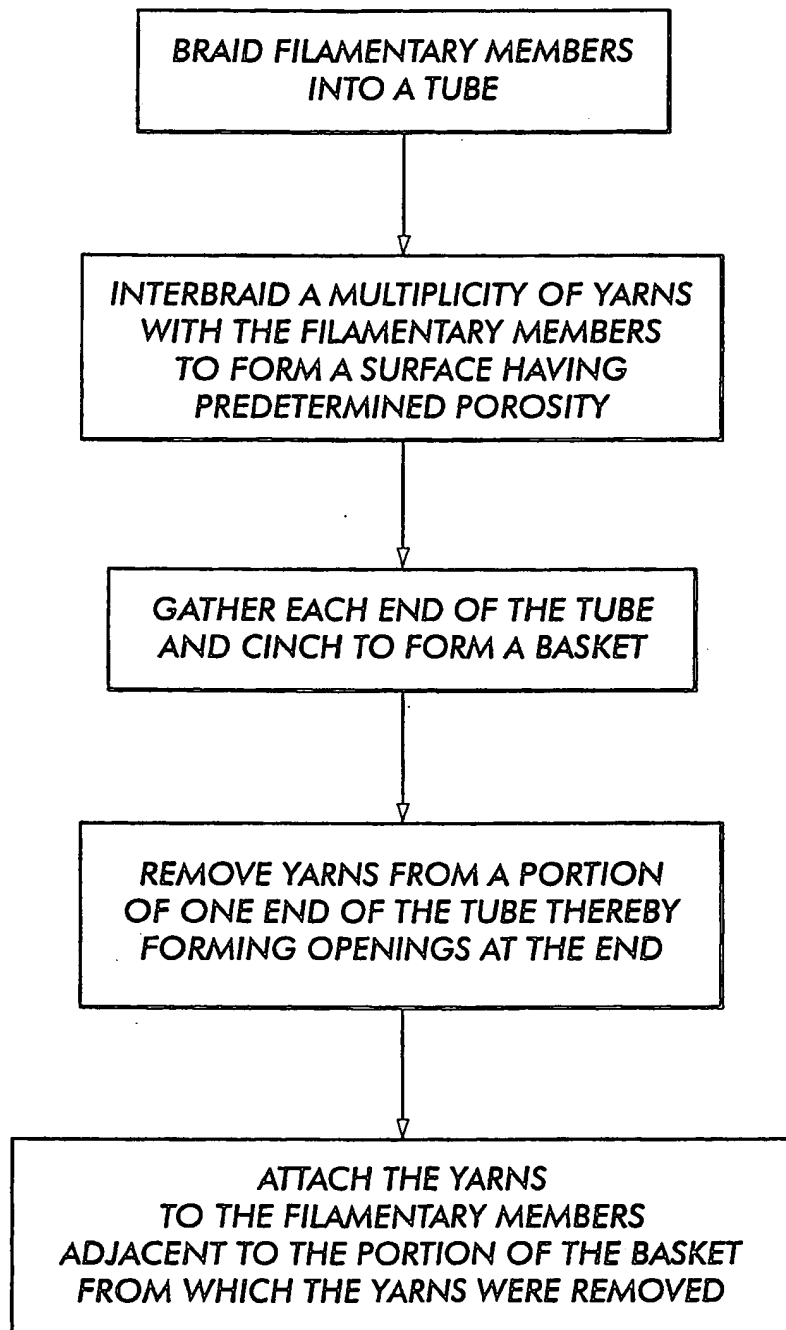 BRAID FILAMENTARY MEMBERS
INTO A TUBE
INTERBRAID A MULTIPLICITY OF YARNS
WITH THE FILAMENTARY MEMBERS
TO FORM A SURFACE HAVING
PREDETERMINED POROSITY
GATHER EACH END OF THE TUBE
AND CINCH TO FORM A BASKET
REMOVE YARNS FROM A PORTION
OF ONE END OF THE TUBE THEREBY
FORMING OPENINGS AT THE END
ATTACH THE YARNS
TO THE FILAMENTARY MEMBERS
ADJACENT TO THE PORTION OF THE BASKET
FROM WHICH THE YARNS WERE REMOVED